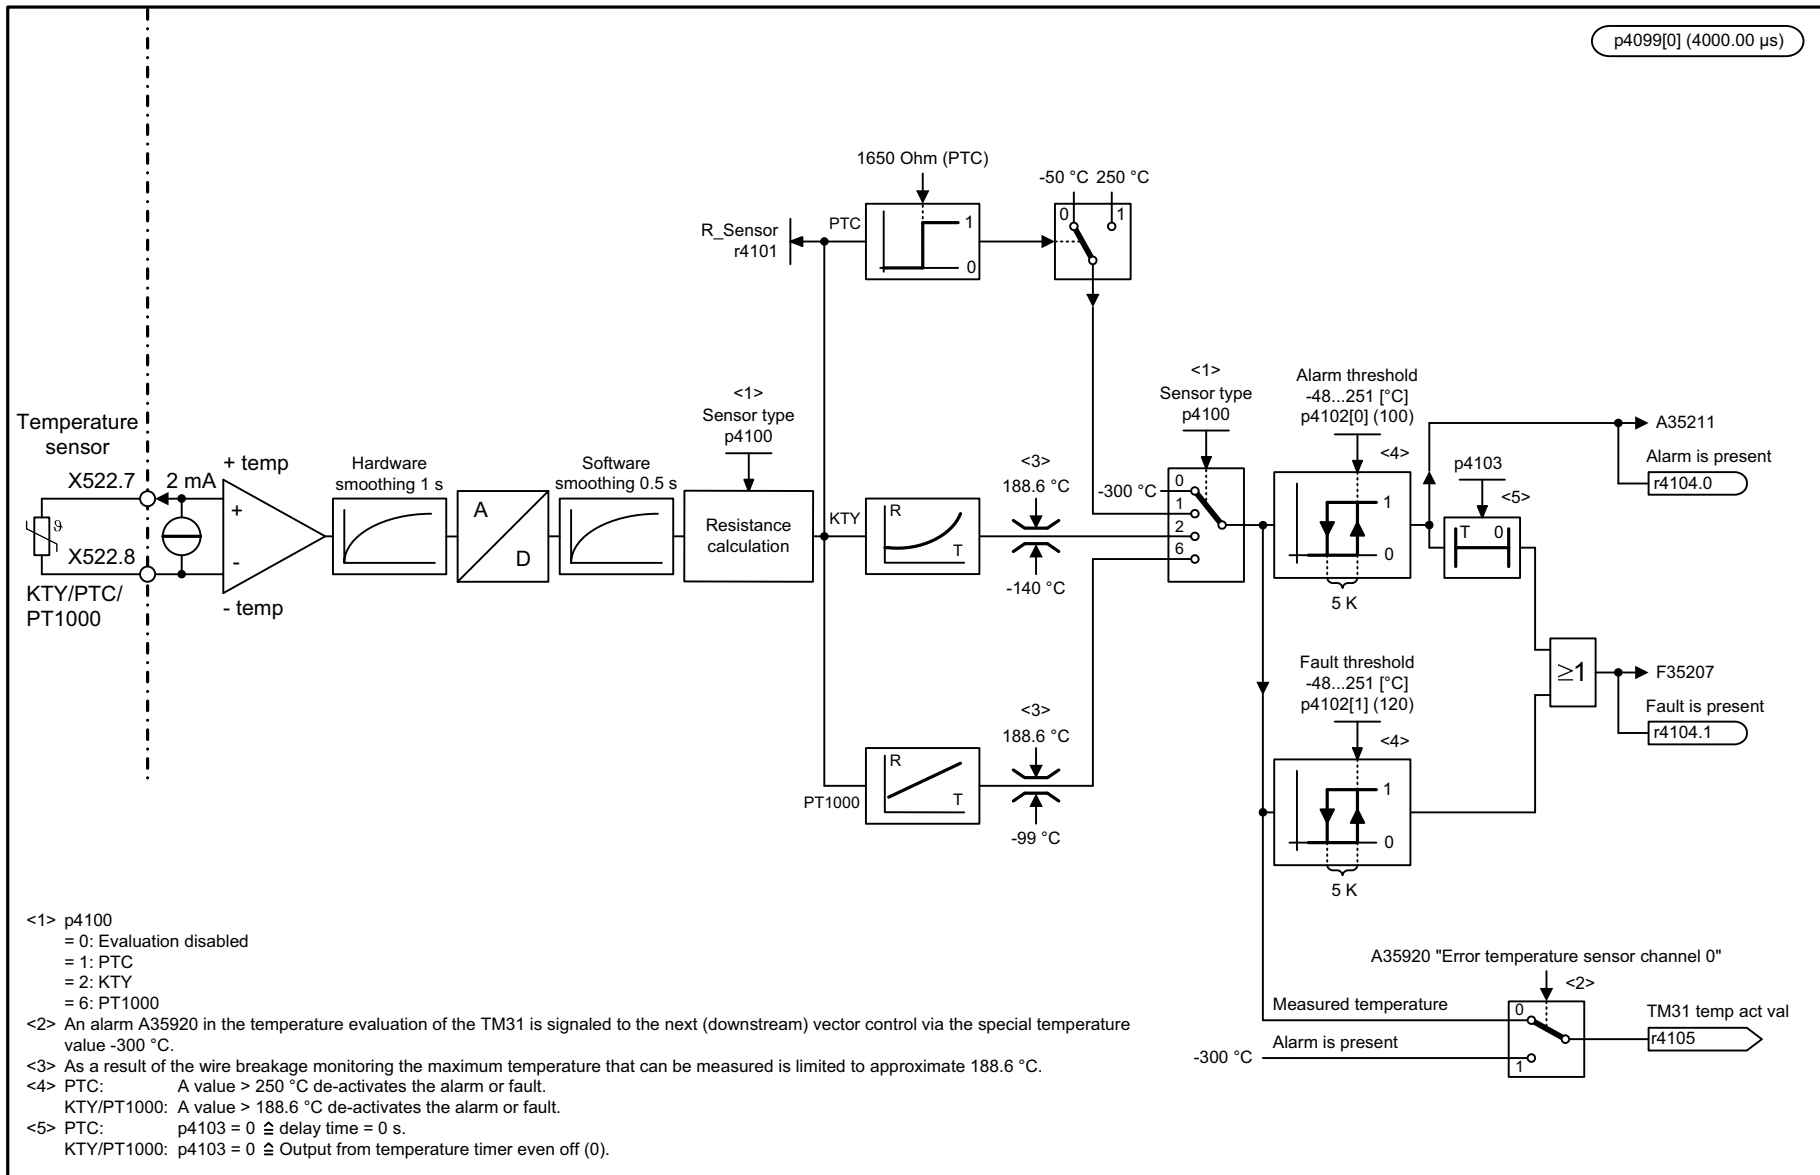 p4099[0] (4000.00 µs)
1650 Ohm (PTC)
-50 °C 250 °C
0
1
R_Sensor
r4101
PTC
1
0
<1>
Sensor type
p4100
<1>
Sensor type
p4100
Alarm threshold
-48...251 [°C]
p4102[0] (100)
<4>
A35211
Alarm is present
r4104.0
p4103
<5>
T 0
Temperature
sensor
X522.7
2 mA
+ temp
ϑ
+
-
X522.8
KTY/PTC/
PT1000
- temp
Hardware
smoothing 1 s
A
D
Software
smoothing 0.5 s
Resistance
calculation
KTY
R
T
<3>
188.6 °C
-140 °C
-300 °C
0
1
2
6
1
0
5 K
Fault threshold
-48...251 [°C]
p4102[1] (120)
<4>
≥1
F35207
Fault is present
r4104.1
PT1000
R
T
<3>
188.6 °C
-99 °C
1
0
5 K
<1> p4100
= 0: Evaluation disabled
= 1: PTC
= 2: KTY
= 6: PT1000
<2> An alarm A35920 in the temperature evaluation of the TM31 is signaled to the next (downstream) vector control via the special temperature
value -300 °C.
<3> As a result of the wire breakage monitoring the maximum temperature that can be measured is limited to approximate 188.6 °C.
<4> PTC: A value > 250 °C de-activates the alarm or fault.
KTY/PT1000: A value > 188.6 °C de-activates the alarm or fault.
<5> PTC: p4103 = 0 ≙ delay time = 0 s.
KTY/PT1000: p4103 = 0 ≙ Output from temperature timer even off (0).
A35920 "Error temperature sensor channel 0"
<2>
Measured temperature
0
TM31 temp act val
r4105
Alarm is present
-300 °C
1